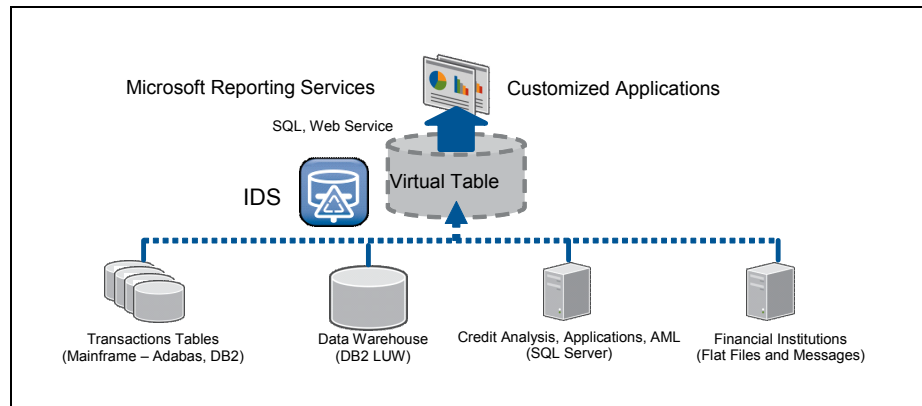 Microsoft Reporting Services
Customized Applications
SQL, Web Service
Virtual Table
IDS
Transactions Tables
(Mainframe – Adabas, DB2)
Data Warehouse
(DB2 LUW)
Credit Analysis, Applications, AML
(SQL Server)
Financial Institutions
(Flat Files and Messages)